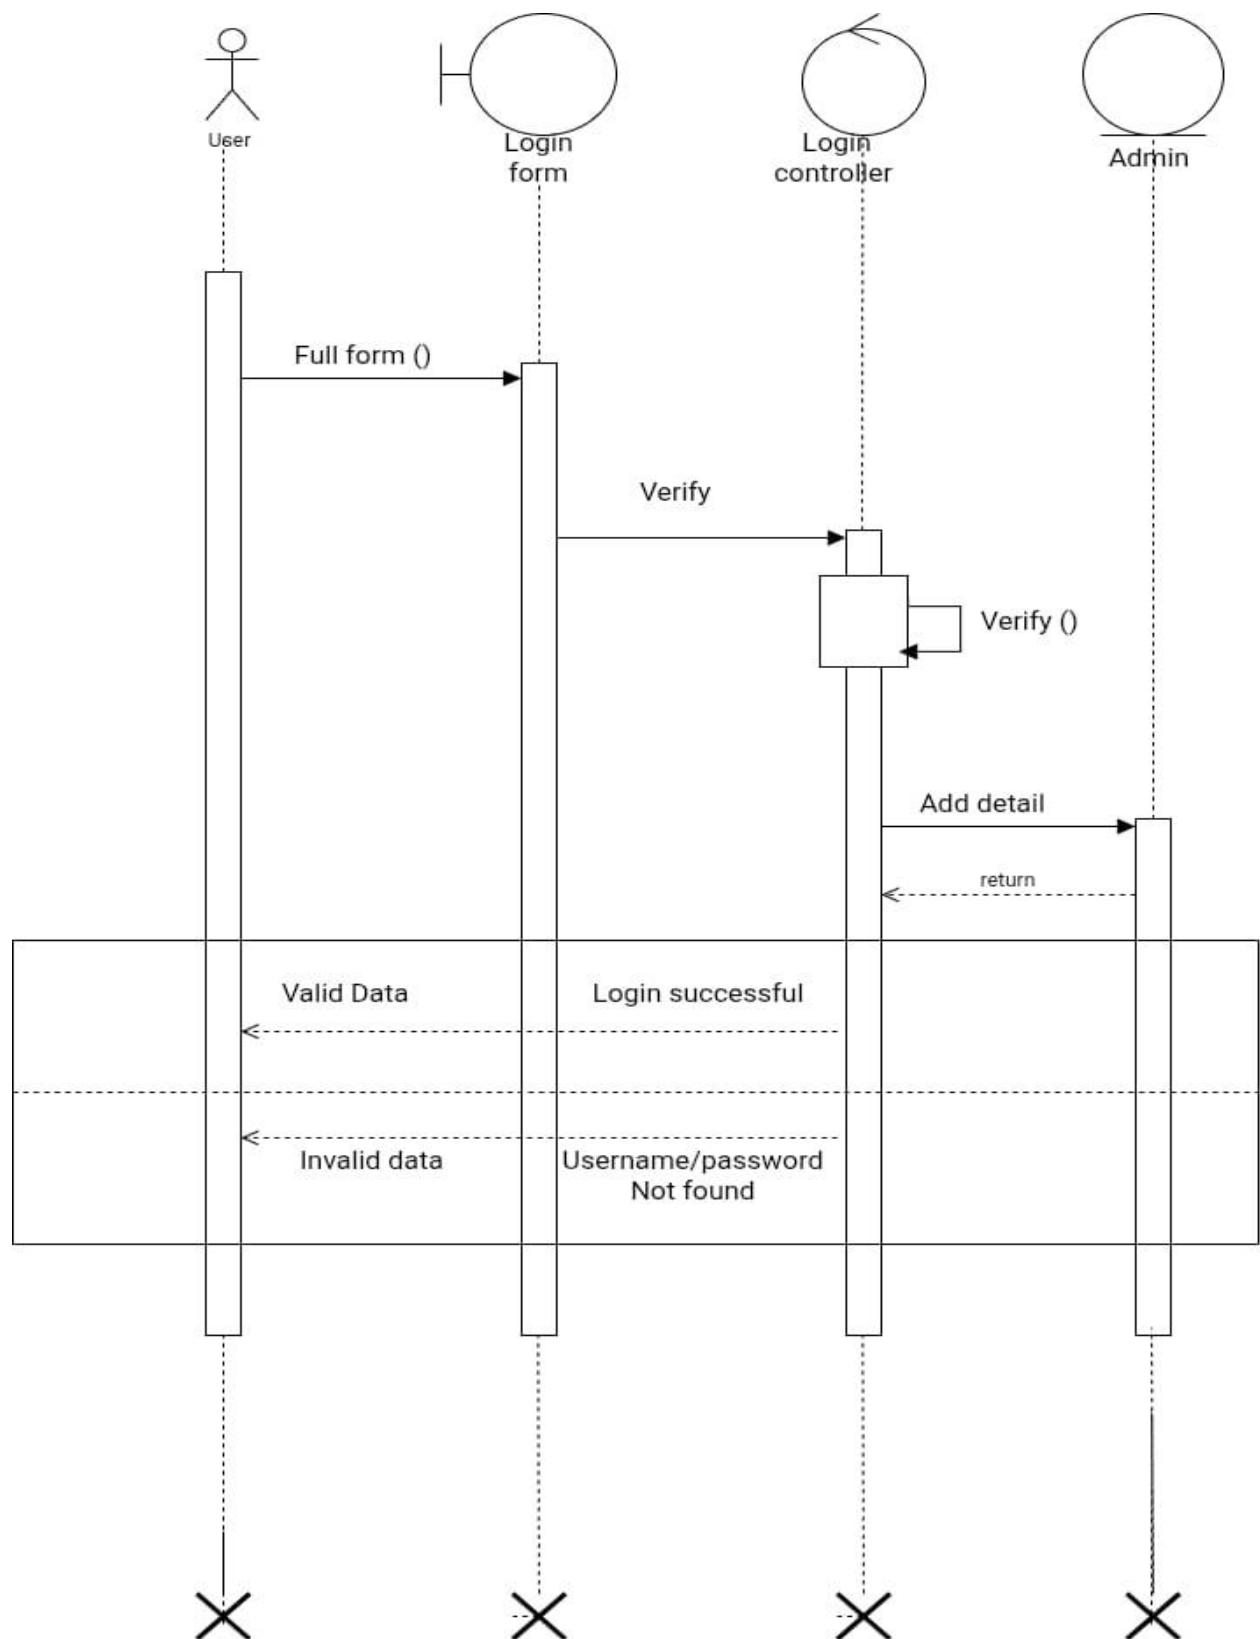 User
Login
form
Login
controller
Admin
Full form ()
Verify
Verify ()
Add detail
return
Valid Data
Login successful
Invalid data
Username/password
Not found